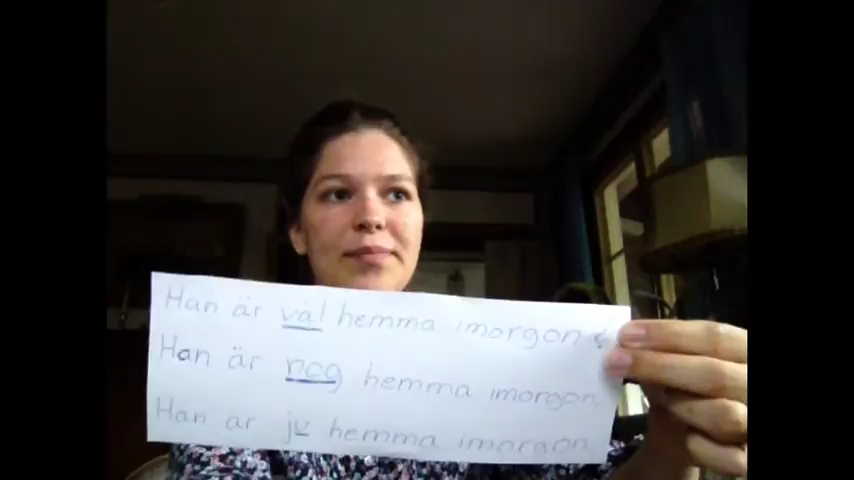 Han är väl hemma imorgon?
Han är nog hemma imorgon.
Han är ju hemma imorgon.